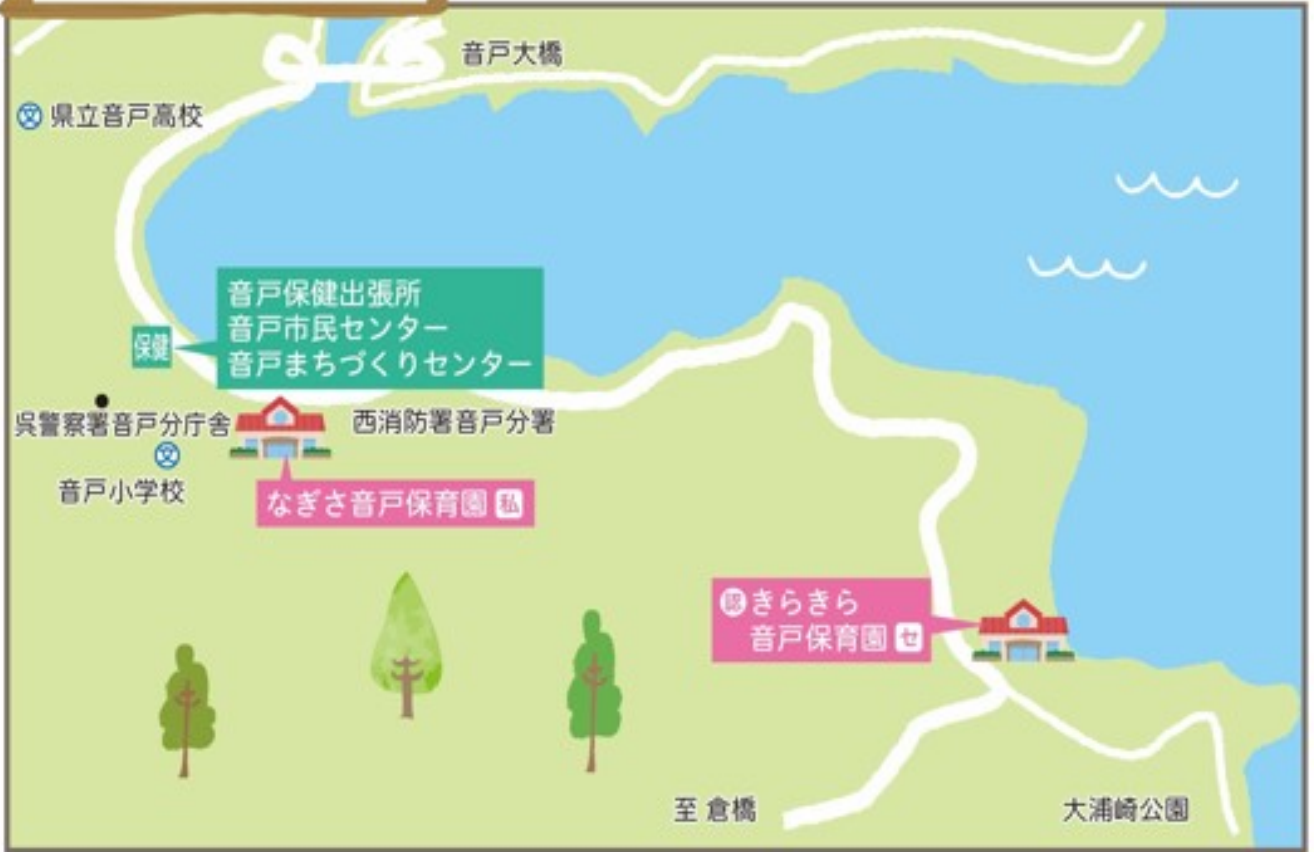 音戸大橋
県立音戸高校
音戸保健出張所
音戸市民センター
音戸まちづくりセンター
保健
呉警察署音戸分庁舎
西消防署音戸分署
音戸小学校
なぎさ音戸保育園 私
認 きらきら
音戸保育園 セ
至 倉橋
大浦崎公園